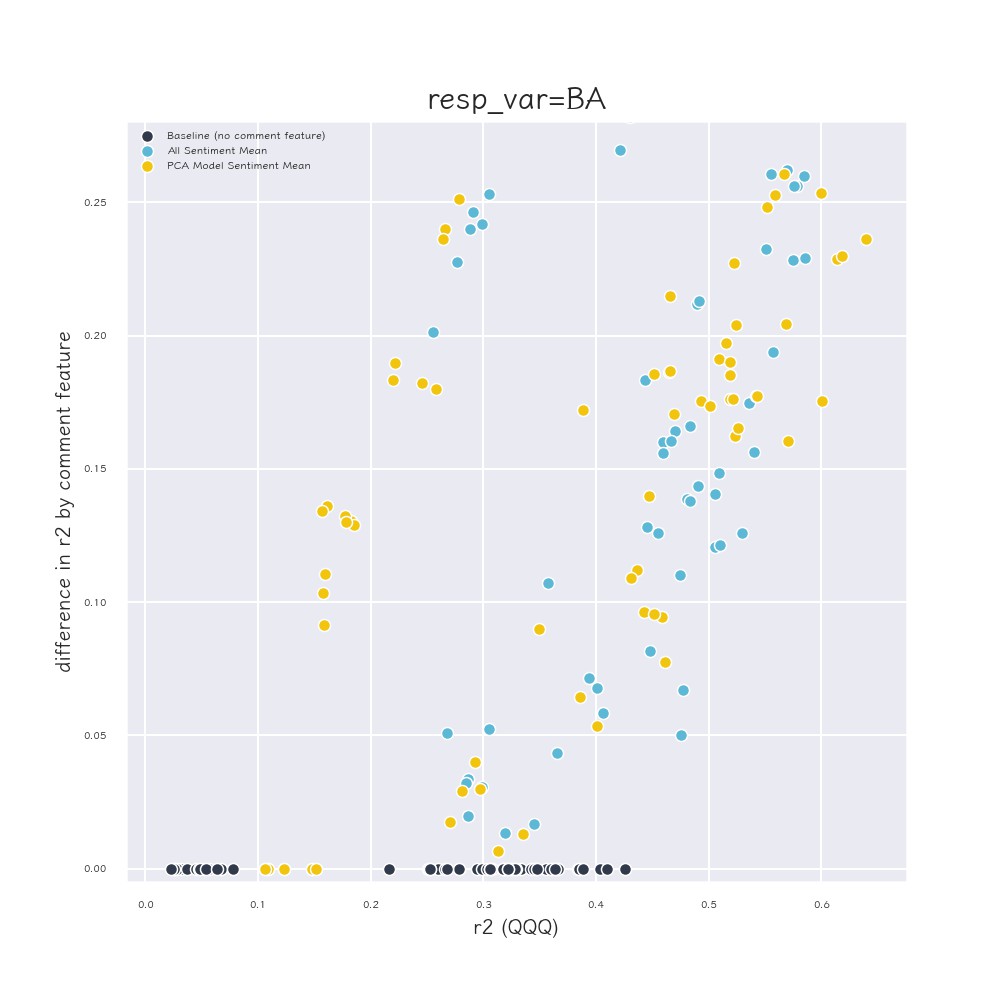 resp_var=BA
Baseline (no comment feature)
All Sentiment Mean
PCA Model Sentiment Mean
difference in r2 by comment feature
0.25
0.20
0.15
0.10
0.05
0.00
0.0 0.1 0.2 0.3 0.4 0.5 0.6
r2 (QQQ)